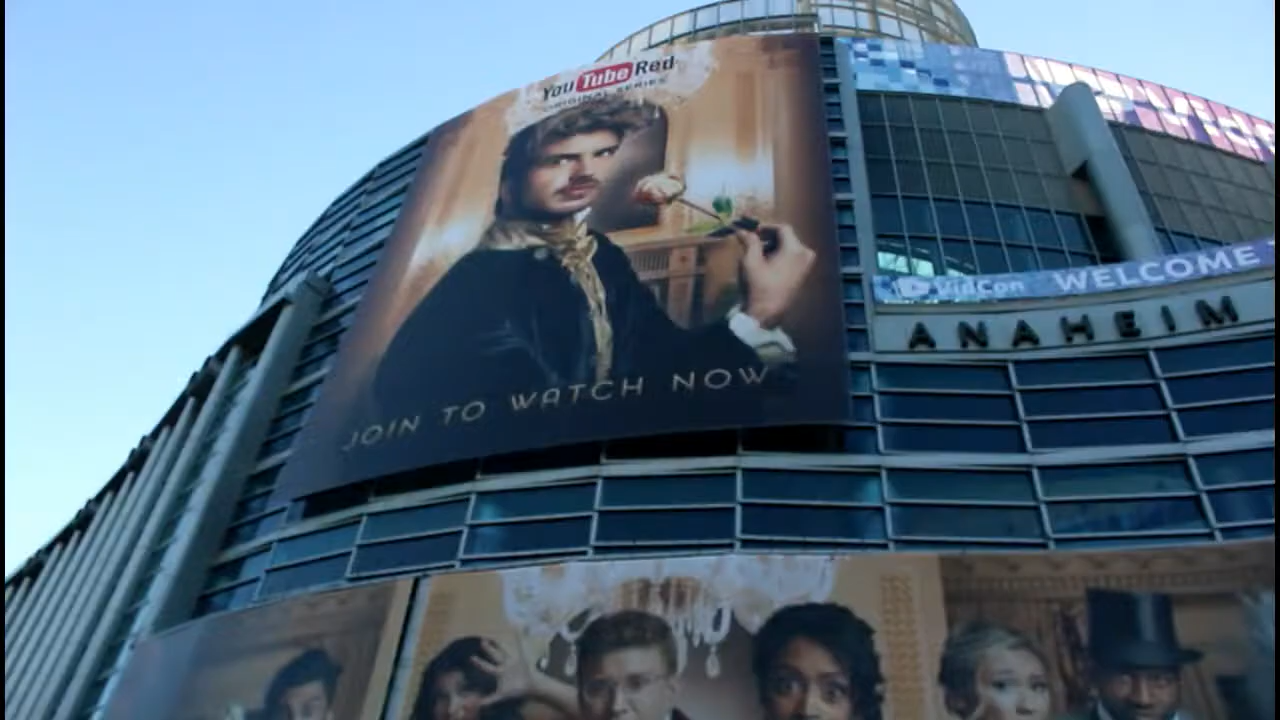 YouTube Red
ORIGINAL SERIES
JOIN TO WATCH NOW
VidCon WELCOME
ANAHEIM